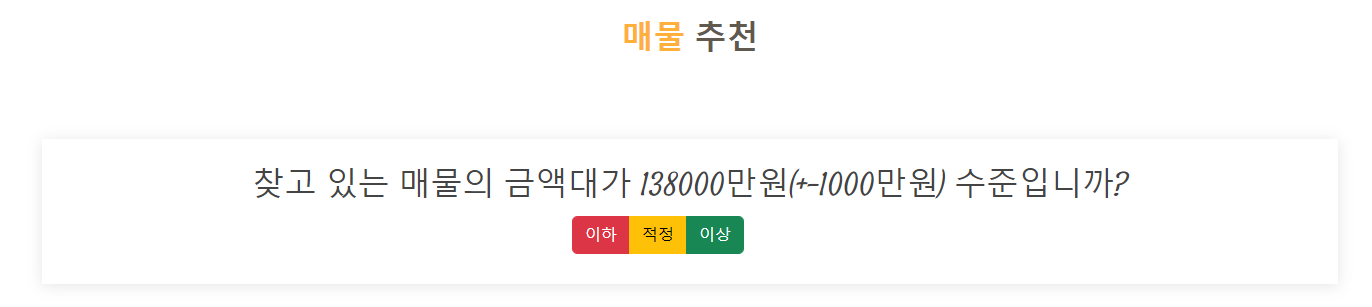 매물 추천
찾고 있는 매물의 금액대가 138000만원(+-1000만원) 수준입니까?
이하 적정 이상